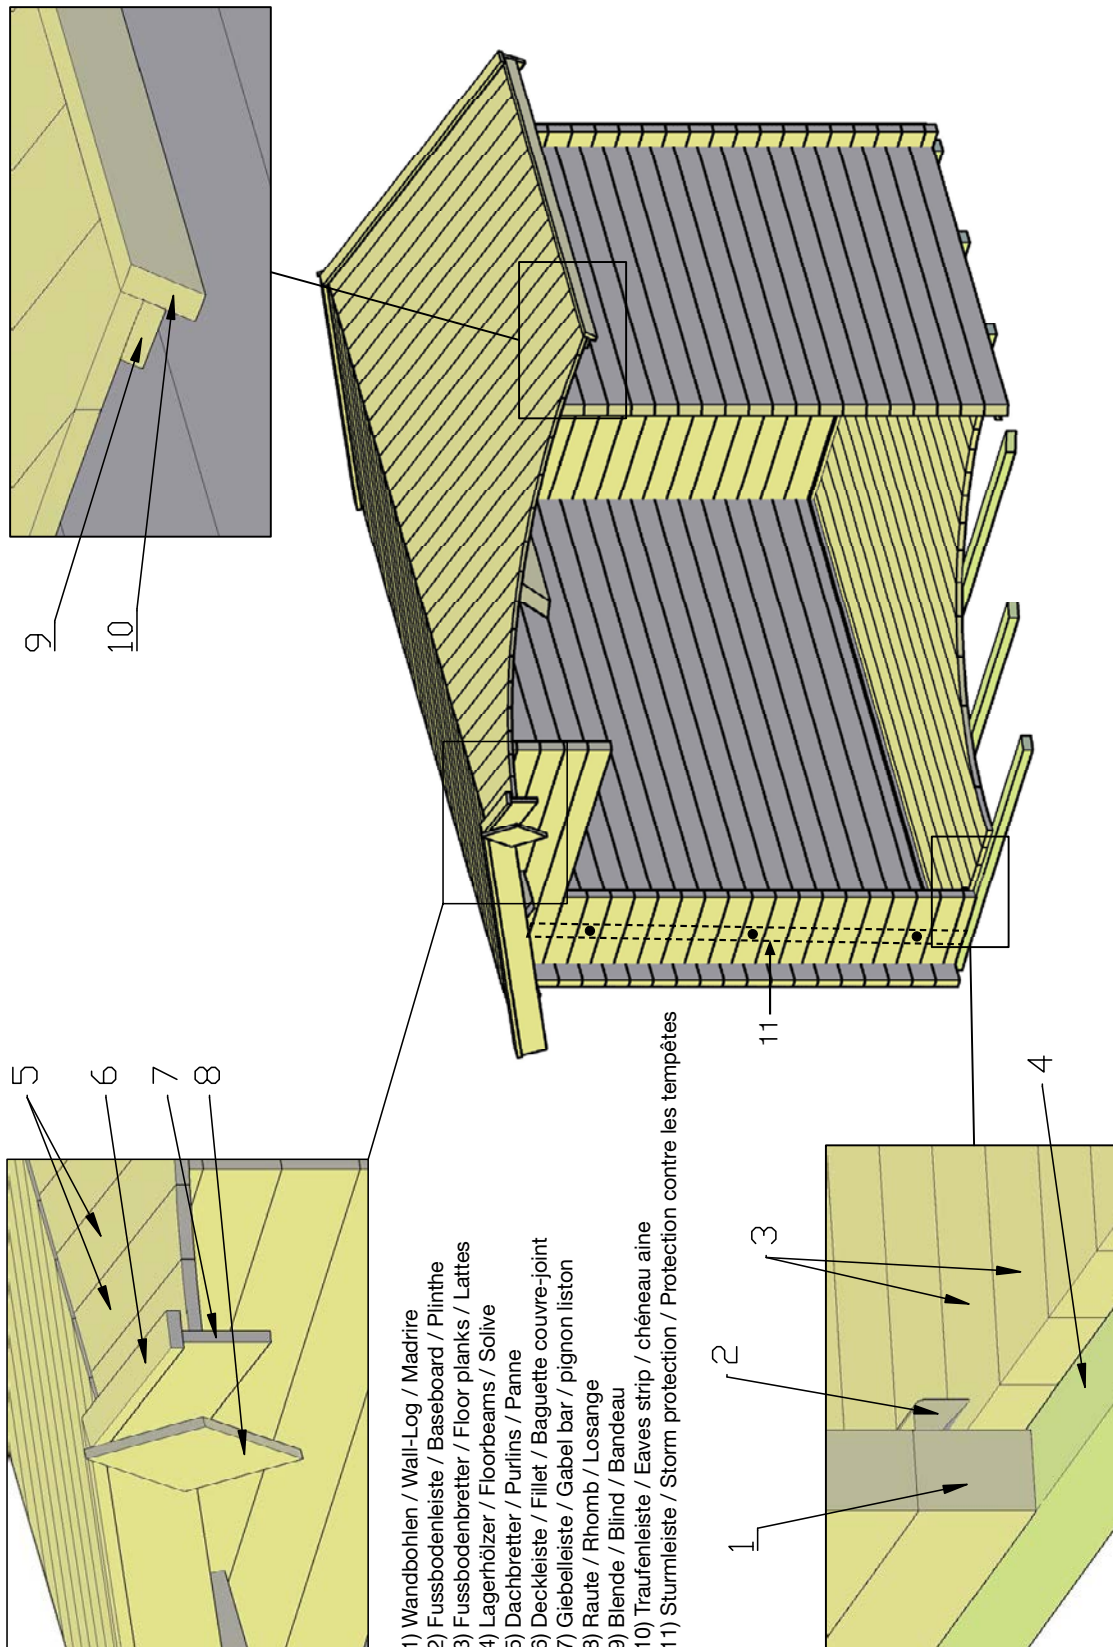 9
10
5
6
7
8
11
1) Wandbohlen / Wall-Log / Madrire
2) Fussbodenleiste / Baseboard / Plinthe
3) Fussbodenbretter / Floor planks / Lattes
4) Lagerhölzer / Floorbeams / Solive
5) Dachbretter / Purlins / Panne
6) Deckleiste / Fillet / Baguette couvre-joint
7) Giebelleiste / Gabel bar / pignon liston
8) Raute / Rhomb / Losange
9) Blende / Blind / Bandeau
10) Traufenleiste / Eaves strip / chéneau aine
11) Sturmleiste / Storm protection / Protection contre les tempêtes
1
2
3
4